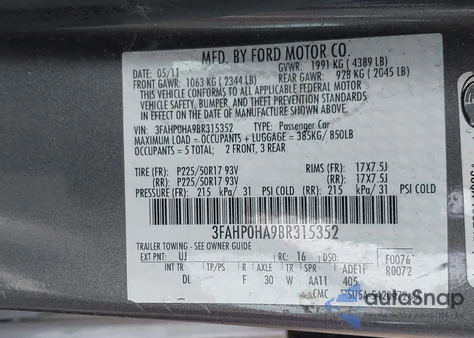 MFD. BY FORD MOTOR CO.
DATE: 05/11 GVWR: 1991 KG ( 4389 LB)
FRONT GAWR: 1063 KG ( 2344 LB) REAR GAWR: 928 KG ( 2045 LB)
THIS VEHICLE CONFORMS TO ALL APPLICABLE FEDERAL MOTOR
VEHICLE SAFETY, BUMPER, AND THEFT PREVENTION STANDARDS
IN EFFECT ON THE DATE OF MANUFACTURE SHOWN ABOVE.
VIN: 3FAHP0HA9BR315352 TYPE: Passenger Car
MAXIMUM LOAD = OCCUPANTS + LUGGAGE = 385KG/ 850LB
OCCUPANTS = 5 TOTAL: 2 FRONT, 3 REAR
TIRE (FR): P225/50R17 93V RIMS (FR): 17X7.5J
(RR): P225/50R17 93V (RR): 17X7.5J
PRESSURE (FR): 215 kPa/ 31 PSI COLD (RR): 215 kPa/ 31 PSI COLD
3FAHP0HA9BR315352
TRAILER TOWING - SEE OWNER GUIDE
EXT PNT: UJ RC: 16 DSO: F0076
INT TR TP/PS R AXLE TR SPR ADE1F R0072
DL F 30 W AA11 405
CMC
autoSnap